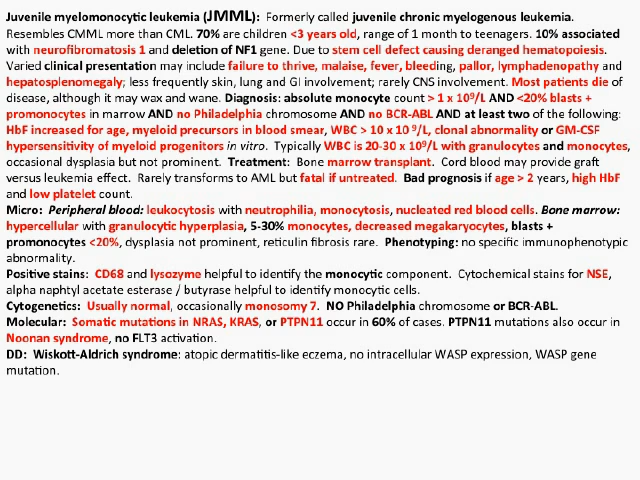 Juvenile myelomonocytic leukemia (JMML): Formerly called juvenile chronic myelogenous leukemia.
Resembles CMML more than CML. 70% are children <3 years old, range of 1 month to teenagers. 10% associated
with neurofibromatosis 1 and deletion of NF1 gene. Due to stem cell defect causing deranged hematopoiesis.
Varied clinical presentation may include failure to thrive, malaise, fever, bleeding, pallor, lymphadenopathy and
hepatosplenomegaly; less frequently skin, lung and GI involvement; rarely CNS involvement. Most patients die of
disease, although it may wax and wane. Diagnosis: absolute monocyte count > 1 x 10⁹/L AND <20% blasts +
promonocytes in marrow AND no Philadelphia chromosome AND no BCR-ABL AND at least two of the following:
HbF increased for age, myeloid precursors in blood smear, WBC > 10 x 10 ⁹/L, clonal abnormality or GM-CSF
hypersensitivity of myeloid progenitors in vitro. Typically WBC is 20-30 x 10⁹/L with granulocytes and monocytes,
occasional dysplasia but not prominent. Treatment: Bone marrow transplant. Cord blood may provide graft
versus leukemia effect. Rarely transforms to AML but fatal if untreated. Bad prognosis if age > 2 years, high HbF
and low platelet count.
Micro: Peripheral blood: leukocytosis with neutrophilia, monocytosis, nucleated red blood cells. Bone marrow:
hypercellular with granulocytic hyperplasia, 5-30% monocytes, decreased megakaryocytes, blasts +
promonocytes <20%, dysplasia not prominent, reticulin fibrosis rare. Phenotyping: no specific immunophenotypic
abnormality.
Positive stains: CD68 and lysozyme helpful to identify the monocytic component. Cytochemical stains for NSE,
alpha naphtyl acetate esterase / butyrase helpful to identify monocytic cells.
Cytogenetics: Usually normal, occasionally monosomy 7. NO Philadelphia chromosome or BCR-ABL.
Molecular: Somatic mutations in NRAS, KRAS, or PTPN11 occur in 60% of cases. PTPN11 mutations also occur in
Noonan syndrome, no FLT3 activation.
DD: Wiskott-Aldrich syndrome: atopic dermatitis-like eczema, no intracellular WASP expression, WASP gene
mutation.